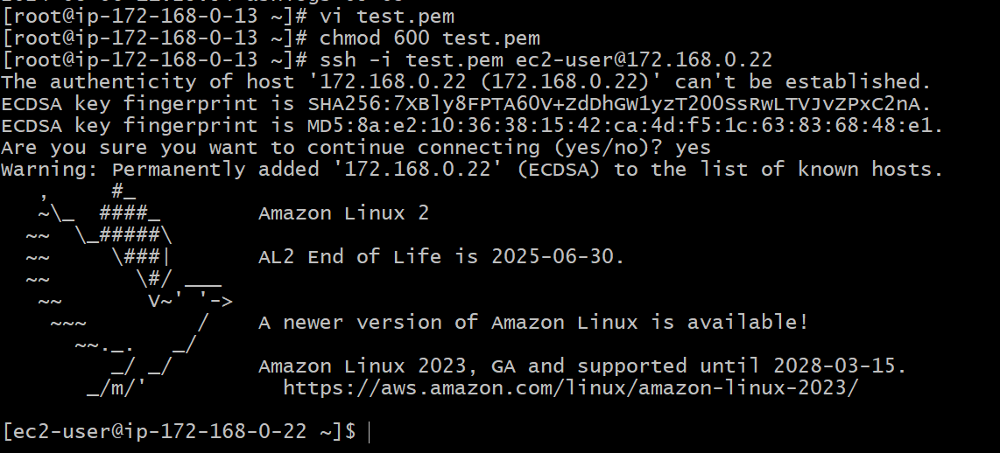 [root@ip-172-168-0-13 ~]# vi test.pem
[root@ip-172-168-0-13 ~]# chmod 600 test.pem
[root@ip-172-168-0-13 ~]# ssh -i test.pem ec2-user@172.168.0.22
The authenticity of host '172.168.0.22 (172.168.0.22)' can't be established.
ECDSA key fingerprint is SHA256:7XBly8FPTA60V+ZdDhGW1yzT200SsRwLTVJvZPxC2nA.
ECDSA key fingerprint is MD5:8a:e2:10:36:38:15:42:ca:4d:f5:1c:63:83:68:48:e1.
Are you sure you want to continue connecting (yes/no)? yes
Warning: Permanently added '172.168.0.22' (ECDSA) to the list of known hosts.
   ,     #_
   ~\_  ####_        Amazon Linux 2
  ~~  \_#####\
  ~~     \###|       AL2 End of Life is 2025-06-30.
  ~~       \#/ ___
   ~~       V~' '->
    ~~~         /    A newer version of Amazon Linux is available!
      ~~._.   _/
         _/ _/       Amazon Linux 2023, GA and supported until 2028-03-15.
       _/m/'           https://aws.amazon.com/linux/amazon-linux-2023/
[ec2-user@ip-172-168-0-22 ~]$